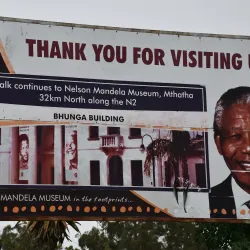 THANK YOU FOR VISITING U
alk continues to Nelson Mandela Museum, Mthatha
32km North along the N2
BHUNGA BUILDING
MANDELA MUSEUM in the footprints...